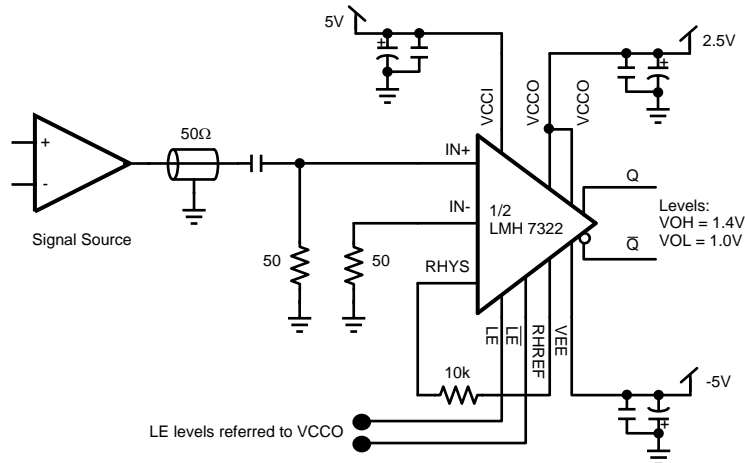 5V
2.5V
VCCI
VCCO
VCCO
50Ω
+
-
Signal Source
IN+
IN-
RHYS
1/2
LMH 7322
Q
Q̅
Levels:
VOH = 1.4V
VOL = 1.0V
50
50
LE
L̅E̅
RHREF
VEE
10k
-5V
LE levels referred to VCCO
+
+
+